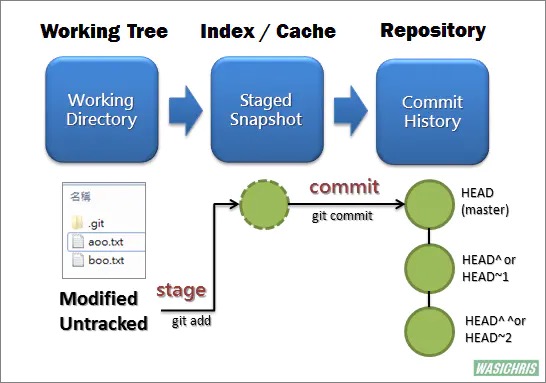 Working Tree
Index / Cache
Repository
Working
Directory
Staged
Snapshot
Commit
History
名稱
.git
aoo.txt
boo.txt
Modified
Untracked
stage
git add
commit
git commit
HEAD
(master)
HEAD^ or
HEAD~1
HEAD^ ^or
HEAD~2
WASICHRIS